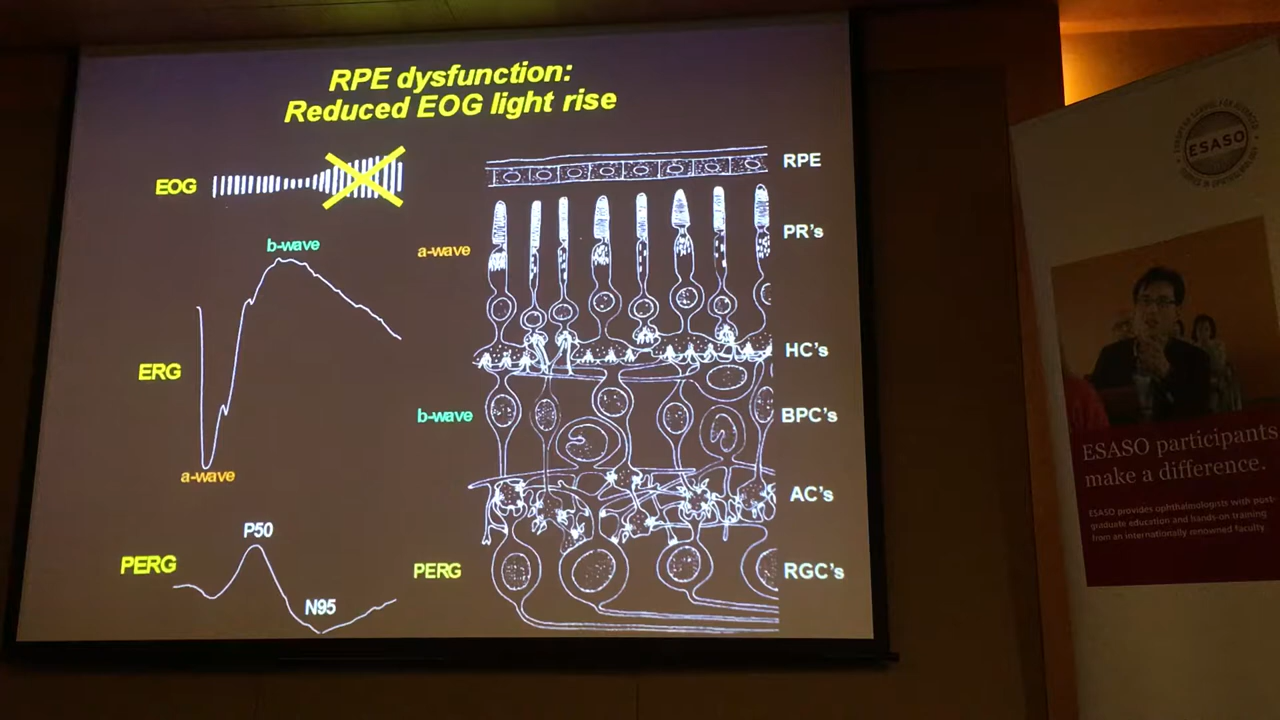 RPE dysfunction:
Reduced EOG light rise
EOG
b-wave
ERG
a-wave
P50
PERG
N95
a-wave
b-wave
PERG
RPE
PR's
HC's
BPC's
AC's
RGC's
ESASO
ESASO participants
make a difference.
ESASO provides ophthalmologists with post-
graduate education and hands-on training
from an internationally renowned faculty.